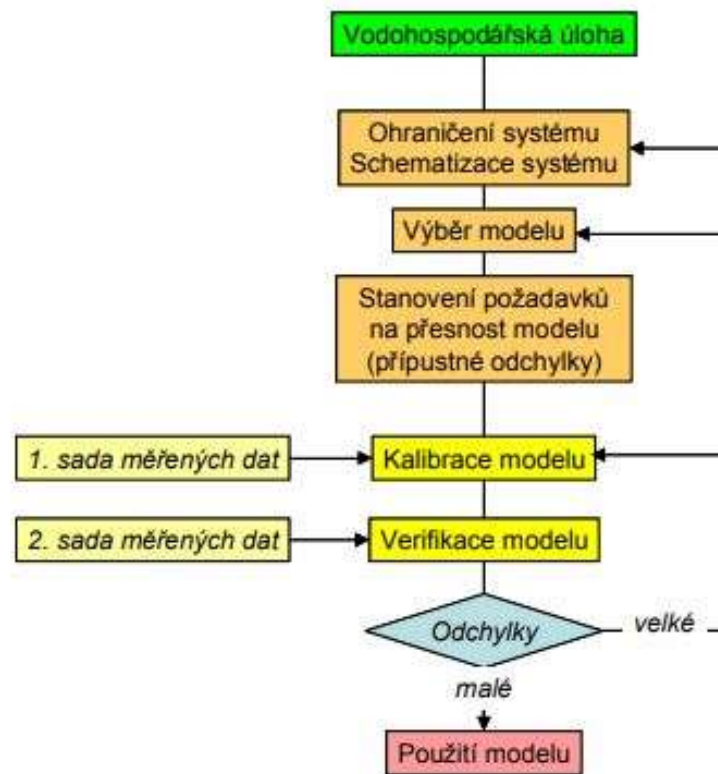 Vodohospodářská úloha
Ohraničení systému
Schematizace systému
Výběr modelu
Stanovení požadavků
na přesnost modelu
(přípustné odchylky)
1. sada měřených dat
Kalibrace modelu
2. sada měřených dat
Verifikace modelu
Odchylky
velké
malé
Použití modelu